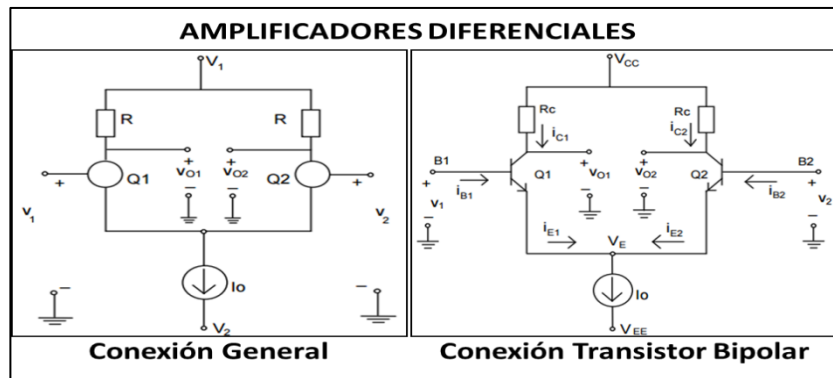 AMPLIFICADORES DIFERENCIALES
V1
R R
+ +
vO1 vO2
Q1 Q2
+ +
v1 v2
− −
Io
− −
V2
Conexión General
VCC
Rc Rc
iC1 iC2
B1 B2
Q1 Q2
+ + + +
iB1 vO1 vO2 iB2
v1 v2
− − − −
iE1 VE iE2
Io
VEE
Conexión Transistor Bipolar